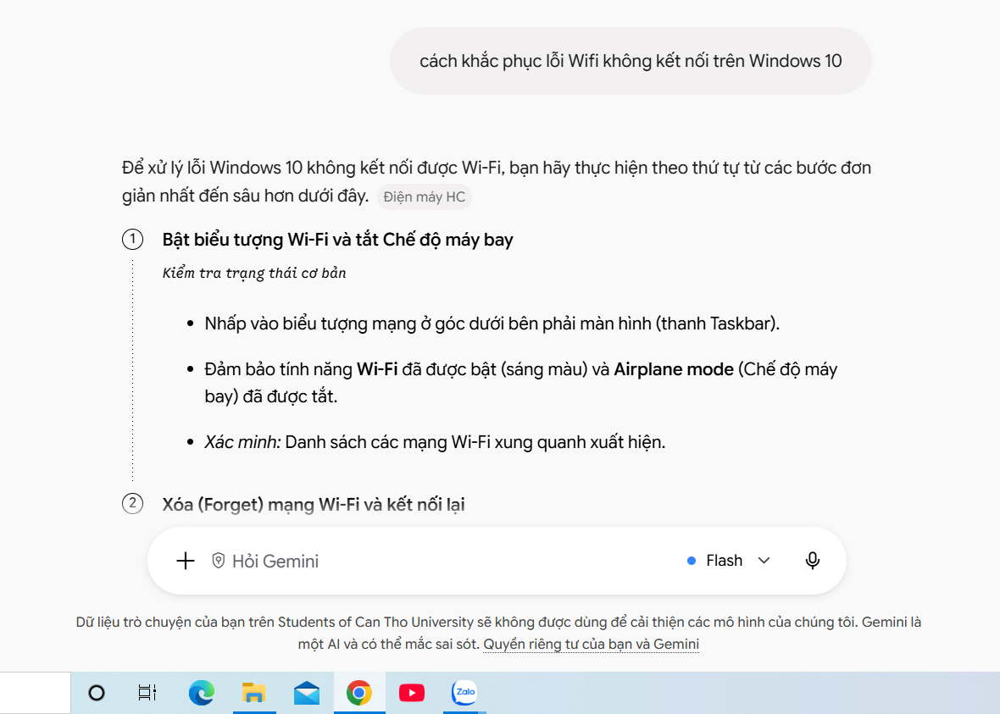 cách khắc phục lỗi Wifi không kết nối trên Windows 10
Để xử lý lỗi Windows 10 không kết nối được Wi-Fi, bạn hãy thực hiện theo thứ tự từ các bước đơn
giản nhất đến sâu hơn dưới đây. Điện máy HC
1 Bật biểu tượng Wi-Fi và tắt Chế độ máy bay
Kiểm tra trạng thái cơ bản
• Nhấp vào biểu tượng mạng ở góc dưới bên phải màn hình (thanh Taskbar).
• Đảm bảo tính năng Wi-Fi đã được bật (sáng màu) và Airplane mode (Chế độ máy
bay) đã được tắt.
• Xác minh: Danh sách các mạng Wi-Fi xung quanh xuất hiện.
2 Xóa (Forget) mạng Wi-Fi và kết nối lại
Hỏi Gemini Flash
Dữ liệu trò chuyện của bạn trên Students of Can Tho University sẽ không được dùng để cải thiện các mô hình của chúng tôi. Gemini là
một AI và có thể mắc sai sót. Quyền riêng tư của bạn và Gemini
Zalo